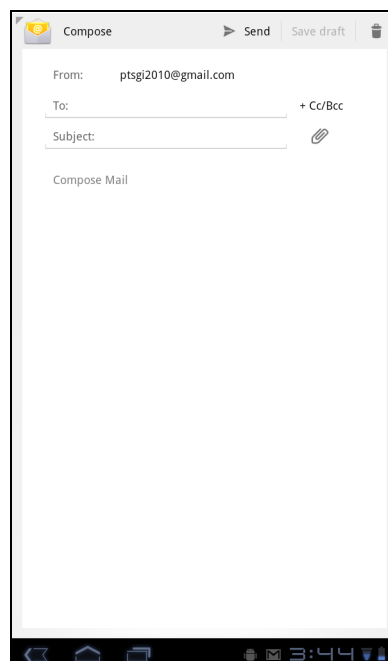 Compose Send Save draft
From: ptsgi2010@gmail.com
To: + Cc/Bcc
Subject:
Compose Mail
3:44